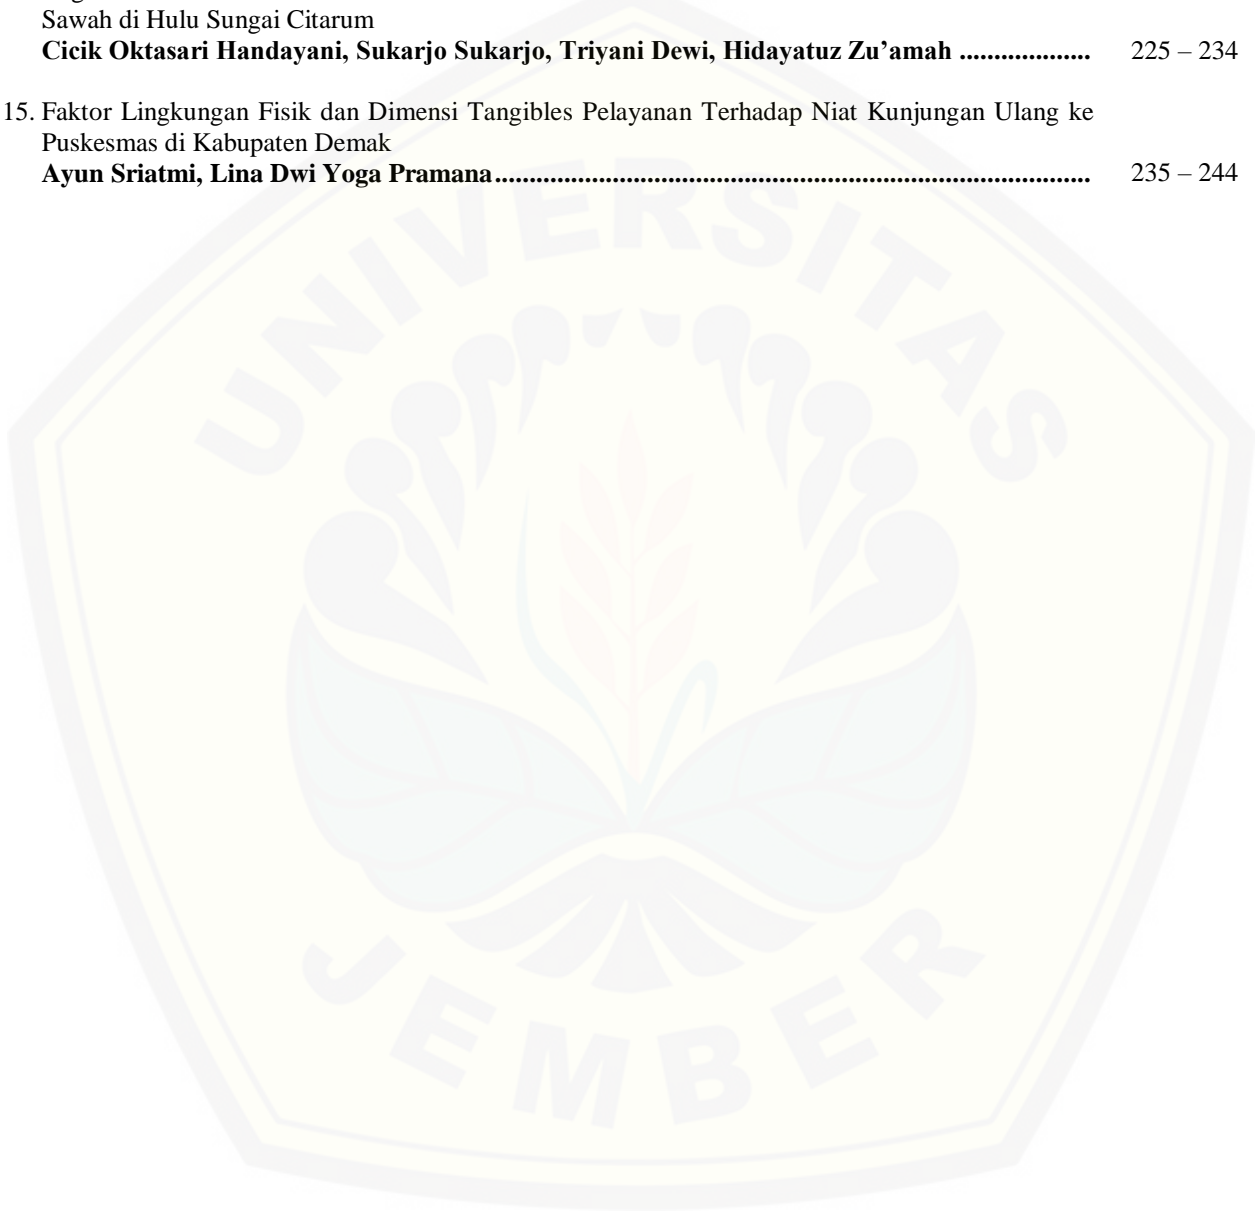 Sawah di Hulu Sungai Citarum
Cicik Oktasari Handayani, Sukarjo Sukarjo, Triyani Dewi, Hidayatuz Zu’amah ................... 225 – 234
15. Faktor Lingkungan Fisik dan Dimensi Tangibles Pelayanan Terhadap Niat Kunjungan Ulang ke
Puskesmas di Kabupaten Demak
Ayun Sriatmi, Lina Dwi Yoga Pramana...................................................................................... 235 – 244
UNIVERSITAS
JEMBER